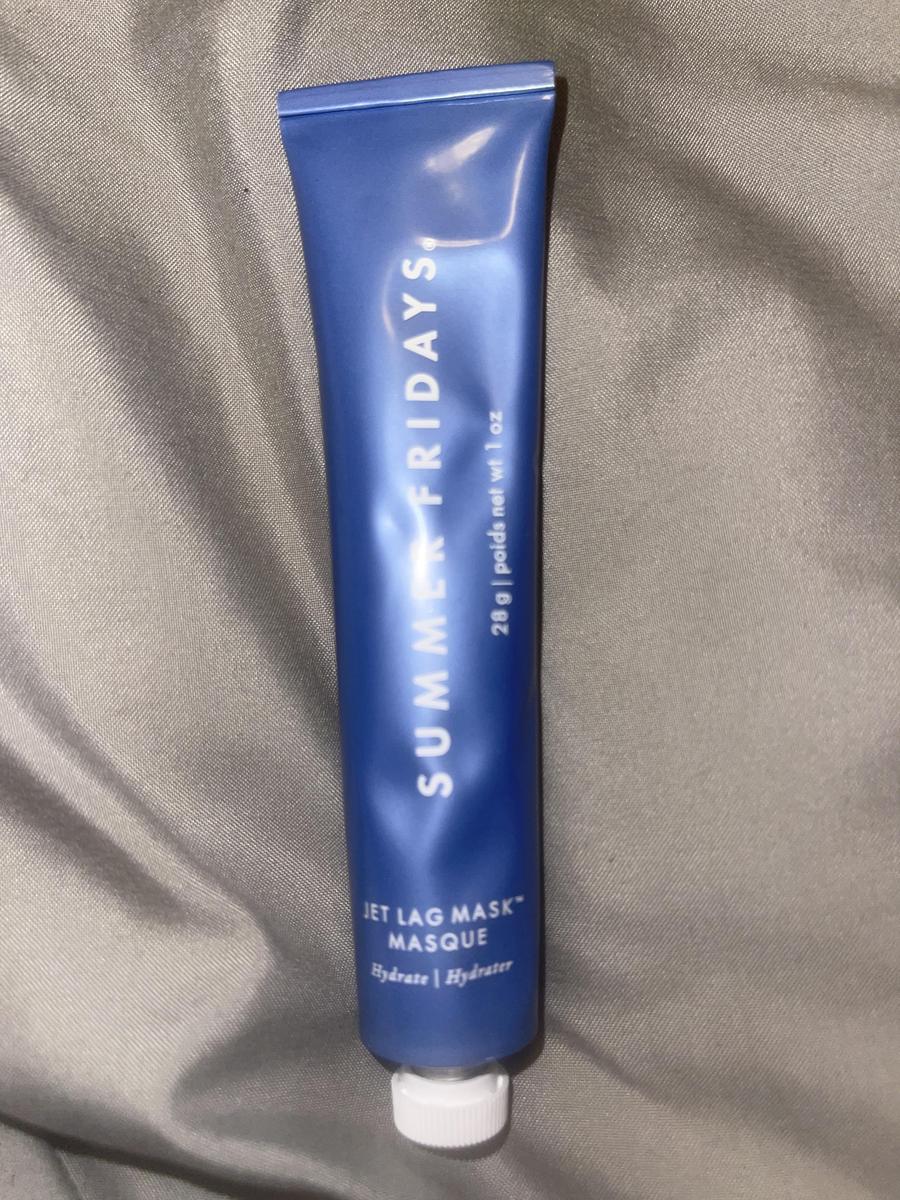 SUMMER FRIDAYS®
28 g | poids net wt 1 oz
JET LAG MASK™
MASQUE
Hydrate | Hydrater